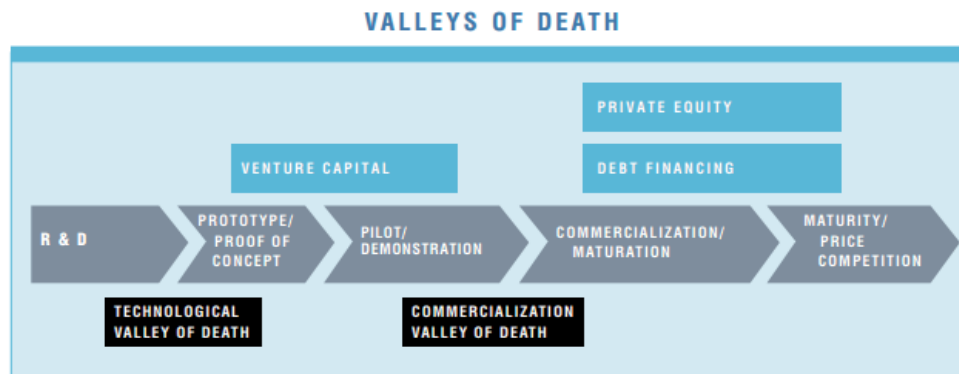 VALLEYS OF DEATH
PRIVATE EQUITY
VENTURE CAPITAL
DEBT FINANCING
R & D
PROTOTYPE/
PROOF OF
CONCEPT
PILOT/
DEMONSTRATION
COMMERCIALIZATION/
MATURATION
MATURITY/
PRICE
COMPETITION
TECHNOLOGICAL
VALLEY OF DEATH
COMMERCIALIZATION
VALLEY OF DEATH